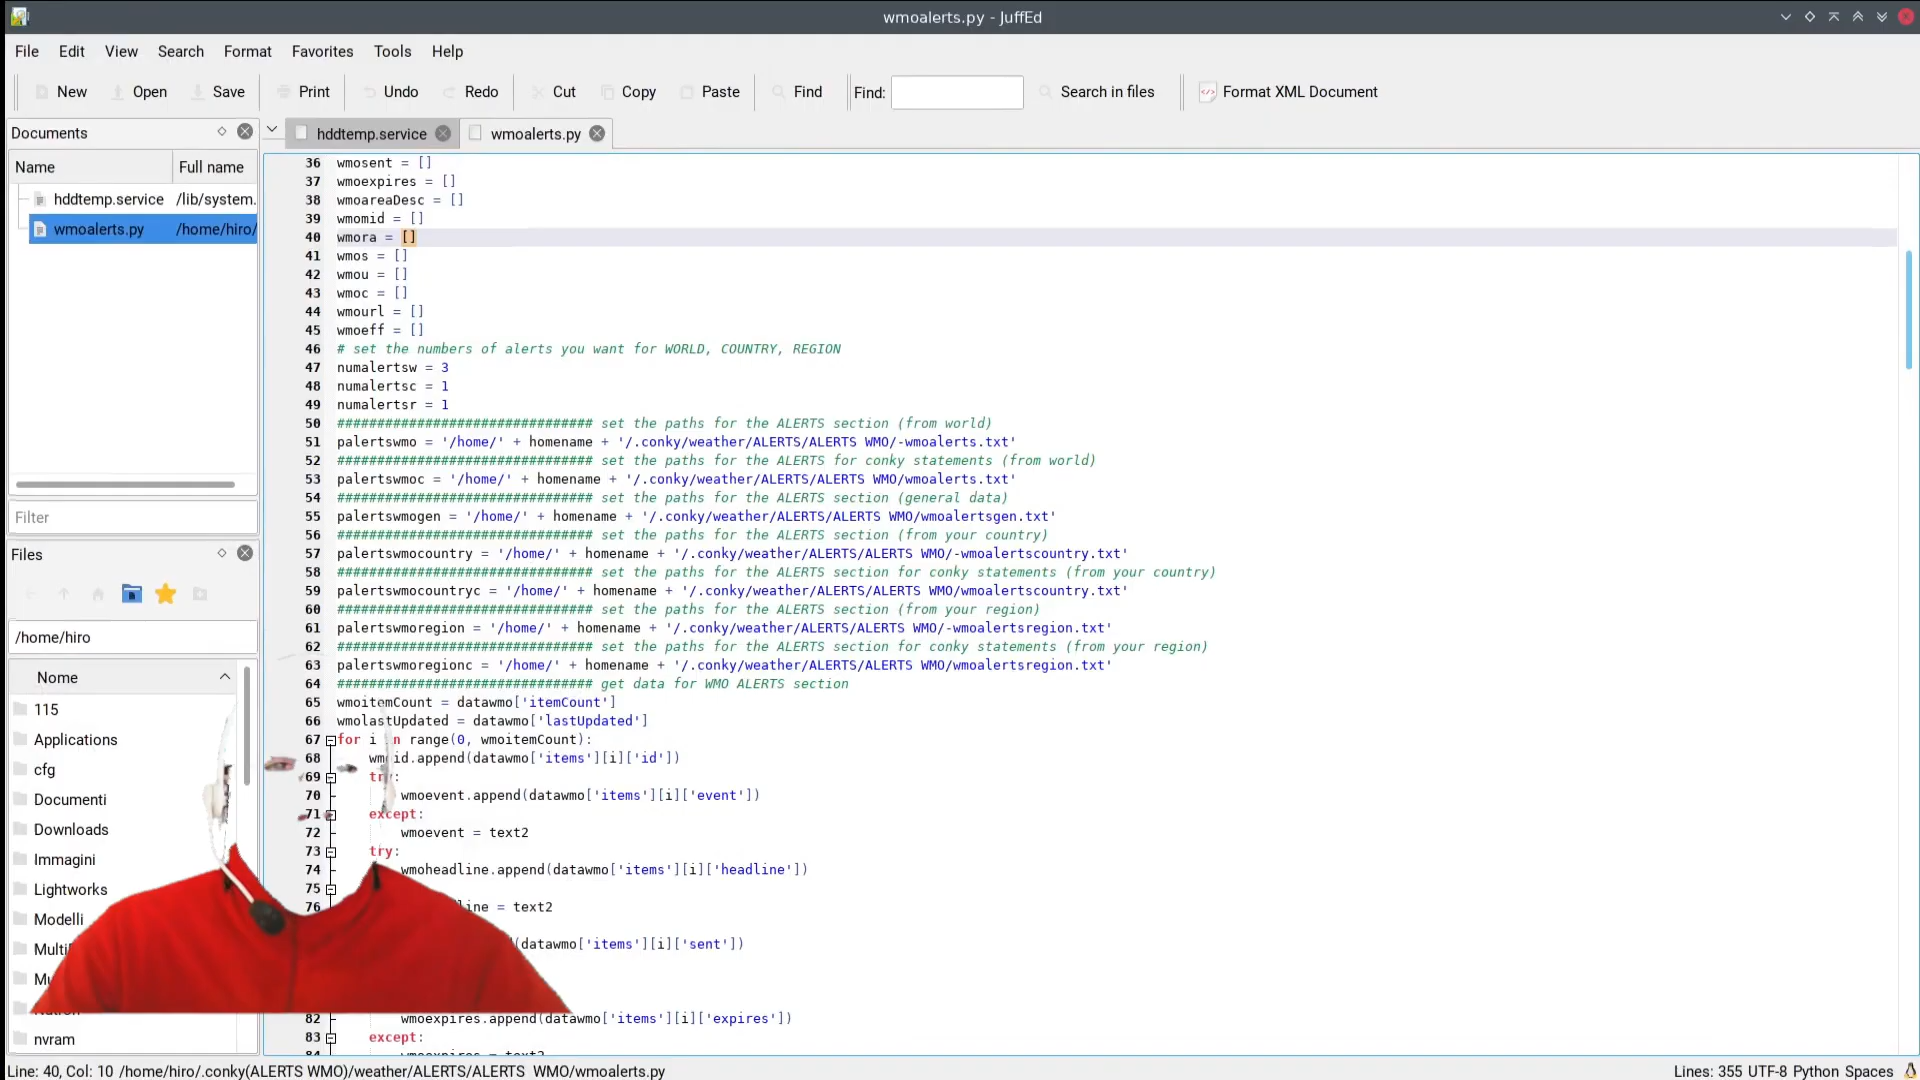 wmoalerts.py - JuffEd
File Edit View Search Format Favorites Tools Help
New Open Save Print Undo Redo Cut Copy Paste Find Find: Search in files Format XML Document
Documents
hddtemp.service wmoalerts.py
Name Full name
hddtemp.service /lib/system.
wmoalerts.py /home/hiro/
Filter
Files
/home/hiro
Nome
115
Applications
cfg
Documenti
Downloads
Immagini
Lightworks
Modelli
nvram
36 wmosent = []
37 wmoexpires = []
38 wmoareaDesc = []
39 wmomid = []
40 wmora = []
41 wmos = []
42 wmou = []
43 wmoc = []
44 wmourl = []
45 wmoeff = []
46 # set the numbers of alerts you want for WORLD, COUNTRY, REGION
47 numalertsw = 3
48 numalertsc = 1
49 numalertsr = 1
50 ################################ set the paths for the ALERTS section (from world)
51 palertswmo = '/home/' + homename + '/.conky/weather/ALERTS/ALERTS WMO/-wmoalerts.txt'
52 ################################ set the paths for the ALERTS for conky statements (from world)
53 palertswmoc = '/home/' + homename + '/.conky/weather/ALERTS/ALERTS WMO/wmoalerts.txt'
54 ################################ set the paths for the ALERTS section (general data)
55 palertswmogen = '/home/' + homename + '/.conky/weather/ALERTS/ALERTS WMO/wmoalertsgen.txt'
56 ################################ set the paths for the ALERTS section (from your country)
57 palertswmocountry = '/home/' + homename + '/.conky/weather/ALERTS/ALERTS WMO/-wmoalertscountry.txt'
58 ################################ set the paths for the ALERTS section for conky statements (from your country)
59 palertswmocountryc = '/home/' + homename + '/.conky/weather/ALERTS/ALERTS WMO/wmoalertscountry.txt'
60 ################################ set the paths for the ALERTS section (from your region)
61 palertswmoregion = '/home/' + homename + '/.conky/weather/ALERTS/ALERTS WMO/-wmoalertsregion.txt'
62 ################################ set the paths for the ALERTS section for conky statements (from your region)
63 palertswmoregionc = '/home/' + homename + '/.conky/weather/ALERTS/ALERTS WMO/wmoalertsregion.txt'
64 ################################ get data for WMO ALERTS section
65 wmoitemCount = datawmo['itemCount']
66 wmolastUpdated = datawmo['lastUpdated']
67 for i in range(0, wmoitemCount):
68 wmoid.append(datawmo['items'][i]['id'])
69 try:
70 wmoevent.append(datawmo['items'][i]['event'])
71 except:
72 wmoevent = text2
73 try:
74 wmoheadline.append(datawmo['items'][i]['headline'])
75
76 line = text2
(datawmo['items'][i]['sent'])
82 wmoexpires.append(datawmo['items'][i]['expires'])
83 except:
84 wmoexpires = text2
Line: 40, Col: 10 /home/hiro/.conky(ALERTS WMO)/weather/ALERTS/ALERTS WMO/wmoalerts.py
Lines: 355 UTF-8 Python Spaces